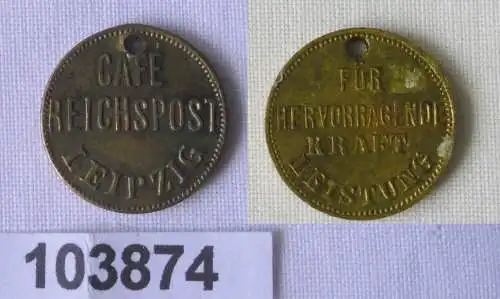 CAFE
REICHSPOST
LEIPZIG
FÜR
HERVORRAGENDE
KRAFT
LEISTUNG
103874